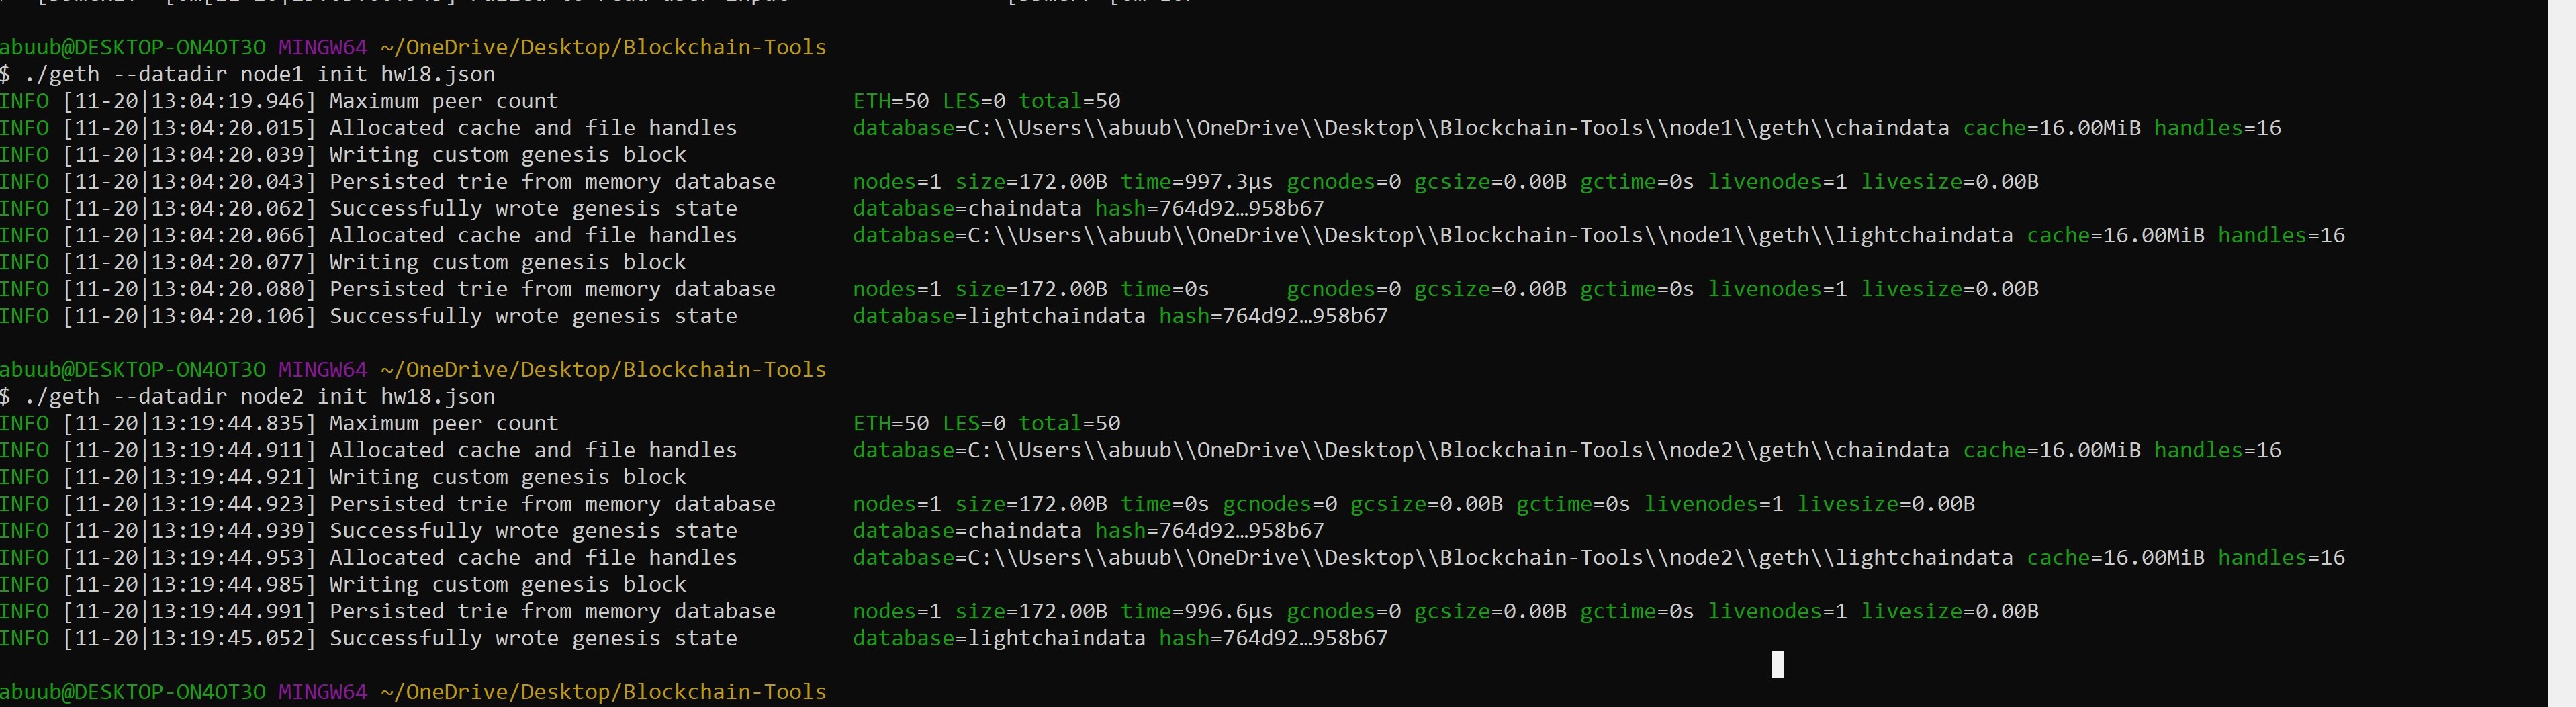 abuub@DESKTOP-ON4OT3O MINGW64 ~/OneDrive/Desktop/Blockchain-Tools
$ ./geth --datadir node1 init hw18.json
INFO [11-20|13:04:19.946] Maximum peer count                       ETH=50 LES=0 total=50
INFO [11-20|13:04:20.015] Allocated cache and file handles         database=C:\\Users\\abuub\\OneDrive\\Desktop\\Blockchain-Tools\\node1\\geth\\chaindata cache=16.00MiB handles=16
INFO [11-20|13:04:20.039] Writing custom genesis block
INFO [11-20|13:04:20.043] Persisted trie from memory database      nodes=1 size=172.00B time=997.3µs gcnodes=0 gcsize=0.00B gctime=0s livenodes=1 livesize=0.00B
INFO [11-20|13:04:20.062] Successfully wrote genesis state         database=chaindata hash=764d92…958b67
INFO [11-20|13:04:20.066] Allocated cache and file handles         database=C:\\Users\\abuub\\OneDrive\\Desktop\\Blockchain-Tools\\node1\\geth\\lightchaindata cache=16.00MiB handles=16
INFO [11-20|13:04:20.077] Writing custom genesis block
INFO [11-20|13:04:20.080] Persisted trie from memory database      nodes=1 size=172.00B time=0s      gcnodes=0 gcsize=0.00B gctime=0s livenodes=1 livesize=0.00B
INFO [11-20|13:04:20.106] Successfully wrote genesis state         database=lightchaindata hash=764d92…958b67
abuub@DESKTOP-ON4OT3O MINGW64 ~/OneDrive/Desktop/Blockchain-Tools
$ ./geth --datadir node2 init hw18.json
INFO [11-20|13:19:44.835] Maximum peer count                       ETH=50 LES=0 total=50
INFO [11-20|13:19:44.911] Allocated cache and file handles         database=C:\\Users\\abuub\\OneDrive\\Desktop\\Blockchain-Tools\\node2\\geth\\chaindata cache=16.00MiB handles=16
INFO [11-20|13:19:44.921] Writing custom genesis block
INFO [11-20|13:19:44.923] Persisted trie from memory database      nodes=1 size=172.00B time=0s gcnodes=0 gcsize=0.00B gctime=0s livenodes=1 livesize=0.00B
INFO [11-20|13:19:44.939] Successfully wrote genesis state         database=chaindata hash=764d92…958b67
INFO [11-20|13:19:44.953] Allocated cache and file handles         database=C:\\Users\\abuub\\OneDrive\\Desktop\\Blockchain-Tools\\node2\\geth\\lightchaindata cache=16.00MiB handles=16
INFO [11-20|13:19:44.985] Writing custom genesis block
INFO [11-20|13:19:44.991] Persisted trie from memory database      nodes=1 size=172.00B time=996.6µs gcnodes=0 gcsize=0.00B gctime=0s livenodes=1 livesize=0.00B
INFO [11-20|13:19:45.052] Successfully wrote genesis state         database=lightchaindata hash=764d92…958b67
abuub@DESKTOP-ON4OT3O MINGW64 ~/OneDrive/Desktop/Blockchain-Tools